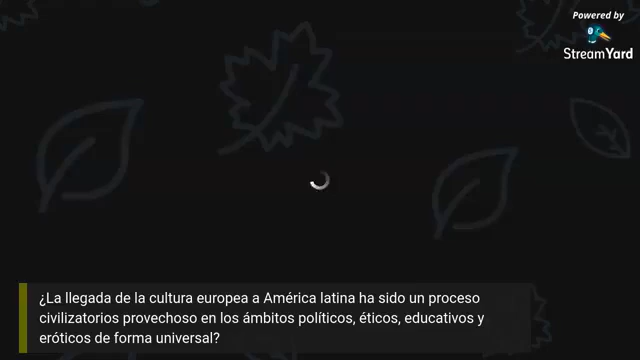 Powered by
StreamYard
¿La llegada de la cultura europea a América latina ha sido un proceso
civilizatorios provechoso en los ámbitos políticos, éticos, educativos y
eróticos de forma universal?